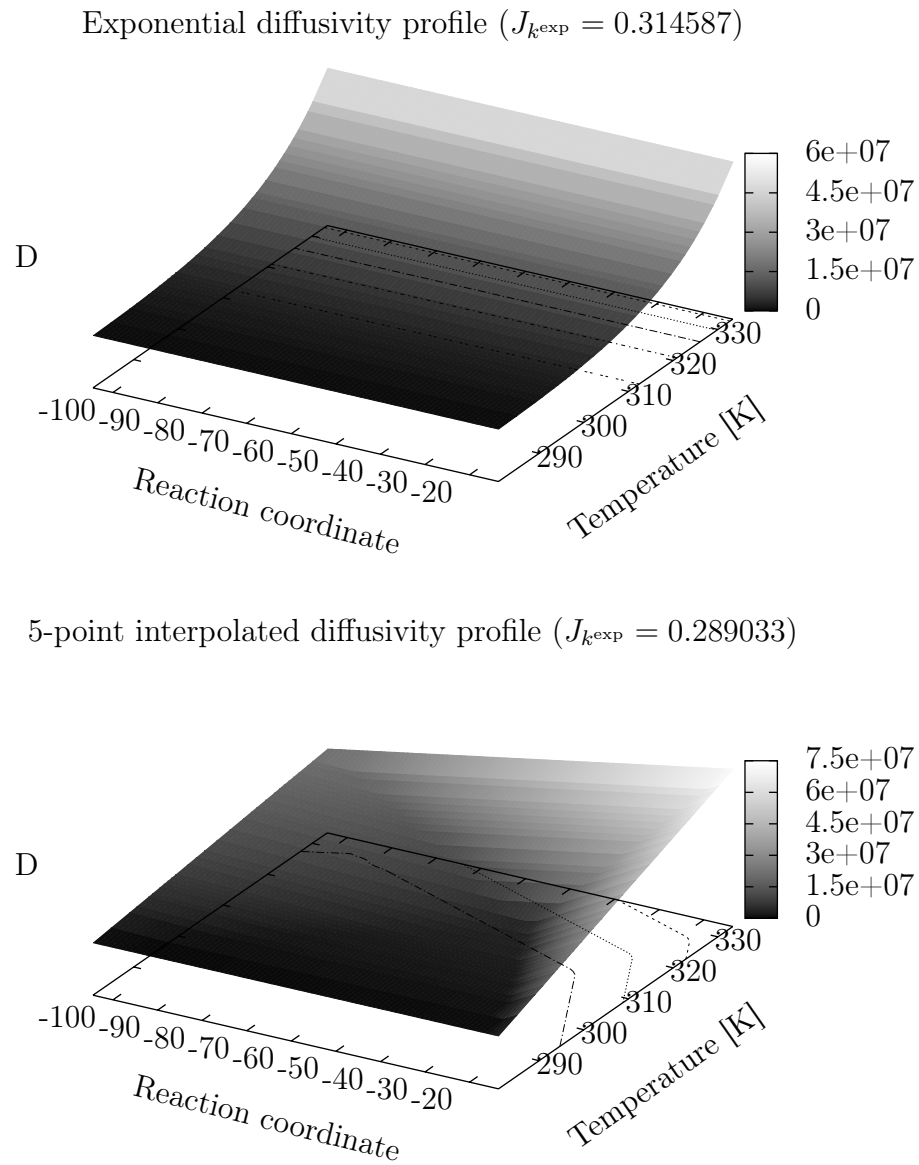 Exponential diffusivity profile (J_{k^{exp}} = 0.314587)
6e+07
4.5e+07
3e+07
1.5e+07
0
D
330
320
310
300
290
-100
-90
-80
-70
-60
-50
-40
-30
-20
Temperature [K]
Reaction coordinate
5-point interpolated diffusivity profile (J_{k^{exp}} = 0.289033)
7.5e+07
6e+07
4.5e+07
3e+07
1.5e+07
0
D
330
320
310
300
290
-100
-90
-80
-70
-60
-50
-40
-30
-20
Temperature [K]
Reaction coordinate